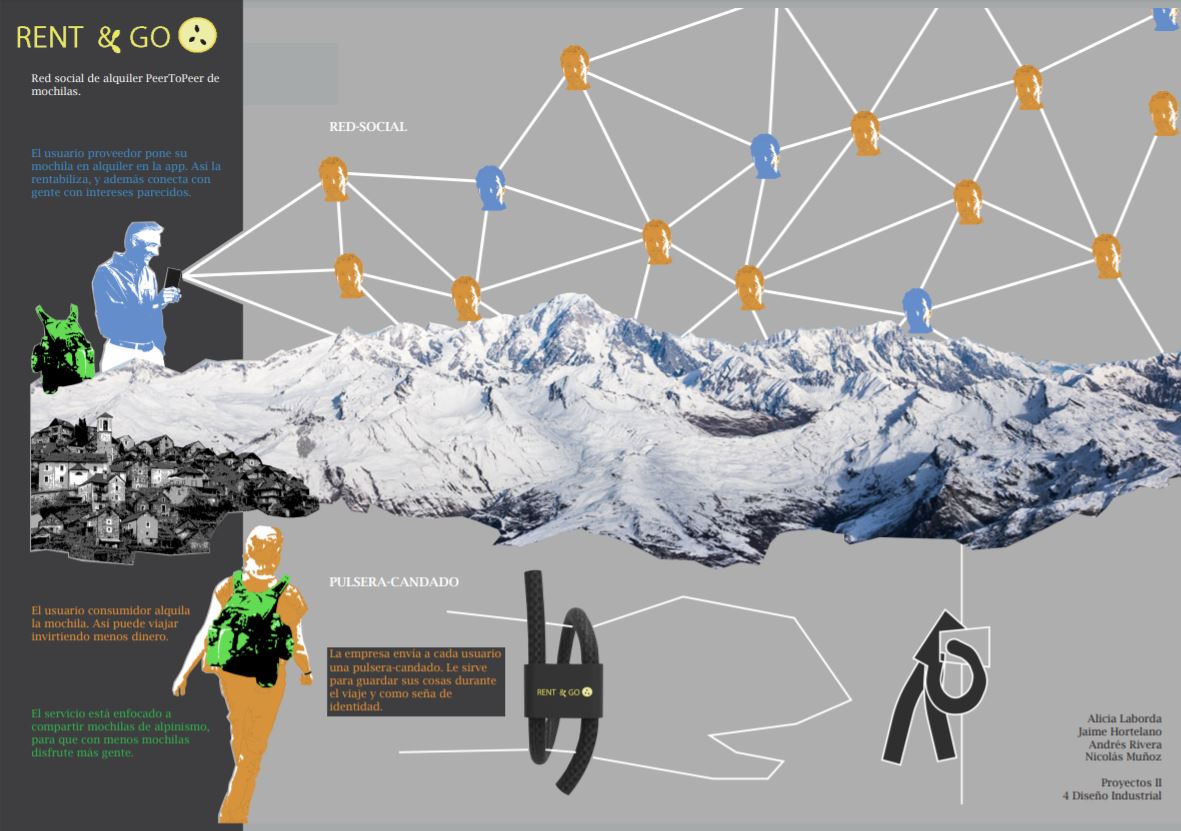 RENT & GO
Red social de alquiler PeerToPeer de
mochilas.
El usuario proveedor pone su
mochila en alquiler en la app. Así la
rentabiliza, y además conecta con
gente con intereses parecidos.
RED-SOCIAL
El usuario consumidor alquila
la mochila. Así puede viajar
invirtiendo menos dinero.
El servicio está enfocado a
compartir mochilas de alpinismo,
para que con menos mochilas
disfrute más gente.
PULSERA-CANDADO
La empresa envía a cada usuario
una pulsera-candado. Le sirve
para guardar sus cosas durante
el viaje y como seña de
identidad.
RENT & GO
Alicia Laborda
Jaime Hortelano
Andrés Rivera
Nicolás Muñoz
Proyectos II
4 Diseño Industrial